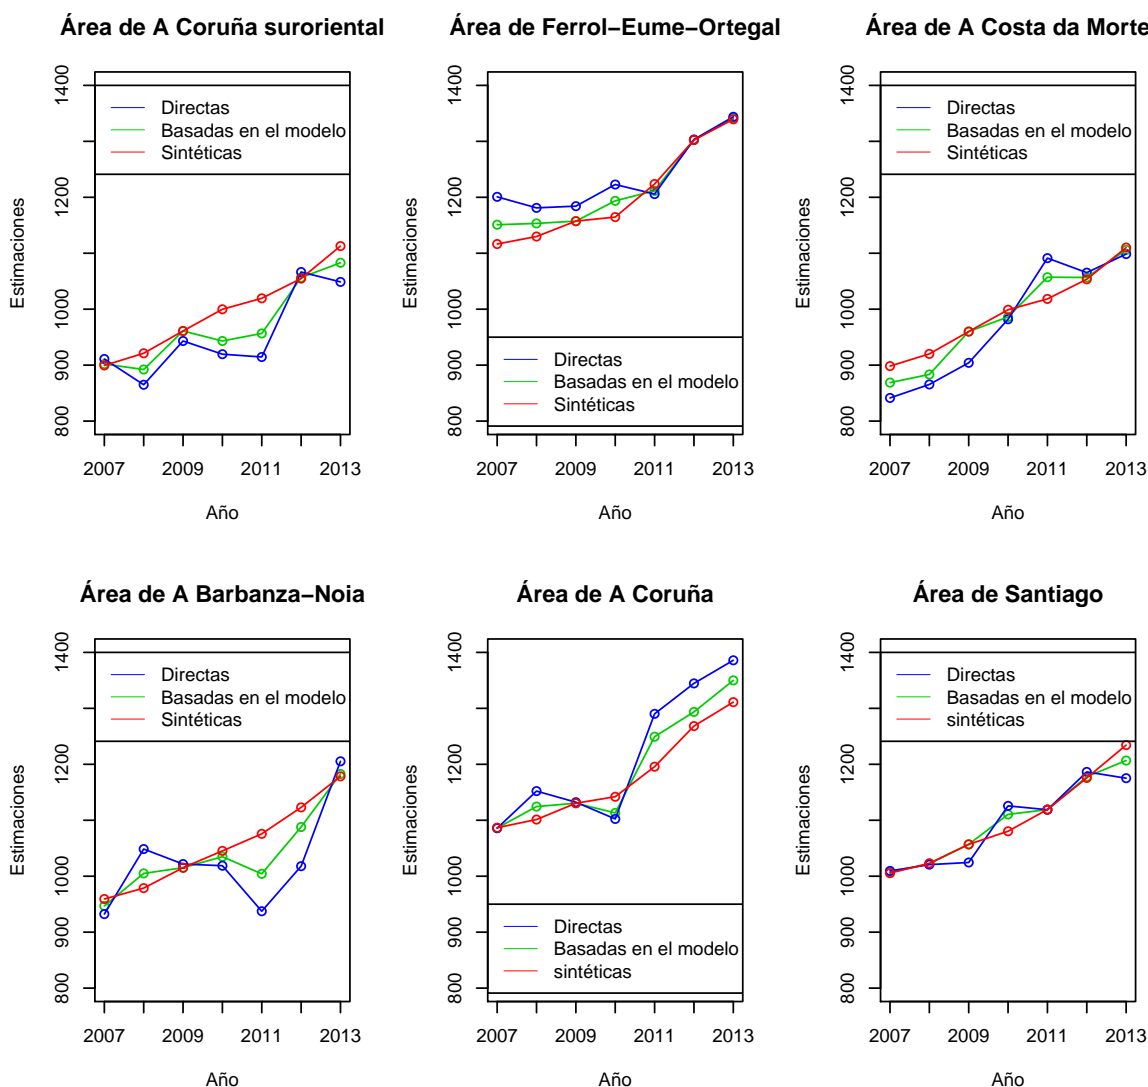 Área de A Coruña suroriental
Estimaciones
1400
1200
1000
900
800
Directas
Basadas en el modelo
Sintéticas
2007 2009 2011 2013
Año
Área de Ferrol−Eume−Ortegal
Estimaciones
1400
1200
1000
900
800
Directas
Basadas en el modelo
Sintéticas
2007 2009 2011 2013
Año
Área de A Costa da Morte
Estimaciones
1400
1200
1000
900
800
Directas
Basadas en el modelo
Sintéticas
2007 2009 2011 2013
Año
Área de A Barbanza−Noia
Estimaciones
1400
1200
1000
900
800
Directas
Basadas en el modelo
Sintéticas
2007 2009 2011 2013
Año
Área de A Coruña
Estimaciones
1400
1200
1000
900
800
Directas
Basadas en el modelo
sintéticas
2007 2009 2011 2013
Año
Área de Santiago
Estimaciones
1400
1200
1000
900
800
Directas
Basadas en el modelo
sintéticas
2007 2009 2011 2013
Año